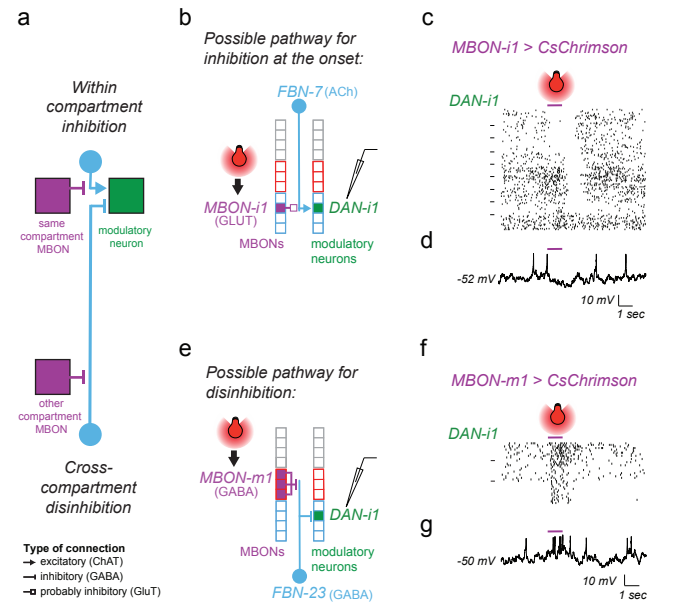 a
Within
compartment
inhibition
same
compartment
MBON
modulatory
neuron
other
compartment
MBON
Cross-
compartment
disinhibition
Type of connection
excitatory (ChAT)
inhibitory (GABA)
probably inhibitory (GluT)
b
Possible pathway for
inhibition at the onset:
FBN-7 (ACh)
MBON-i1
(GLUT)
DAN-i1
MBONs
modulatory
neurons
c
MBON-i1 > CsChrimson
DAN-i1
d
-52 mV
10 mV
1 sec
e
Possible pathway for
disinhibition:
MBON-m1
(GABA)
DAN-i1
MBONs
modulatory
neurons
FBN-23 (GABA)
f
MBON-m1 > CsChrimson
DAN-i1
g
-50 mV
10 mV
1 sec